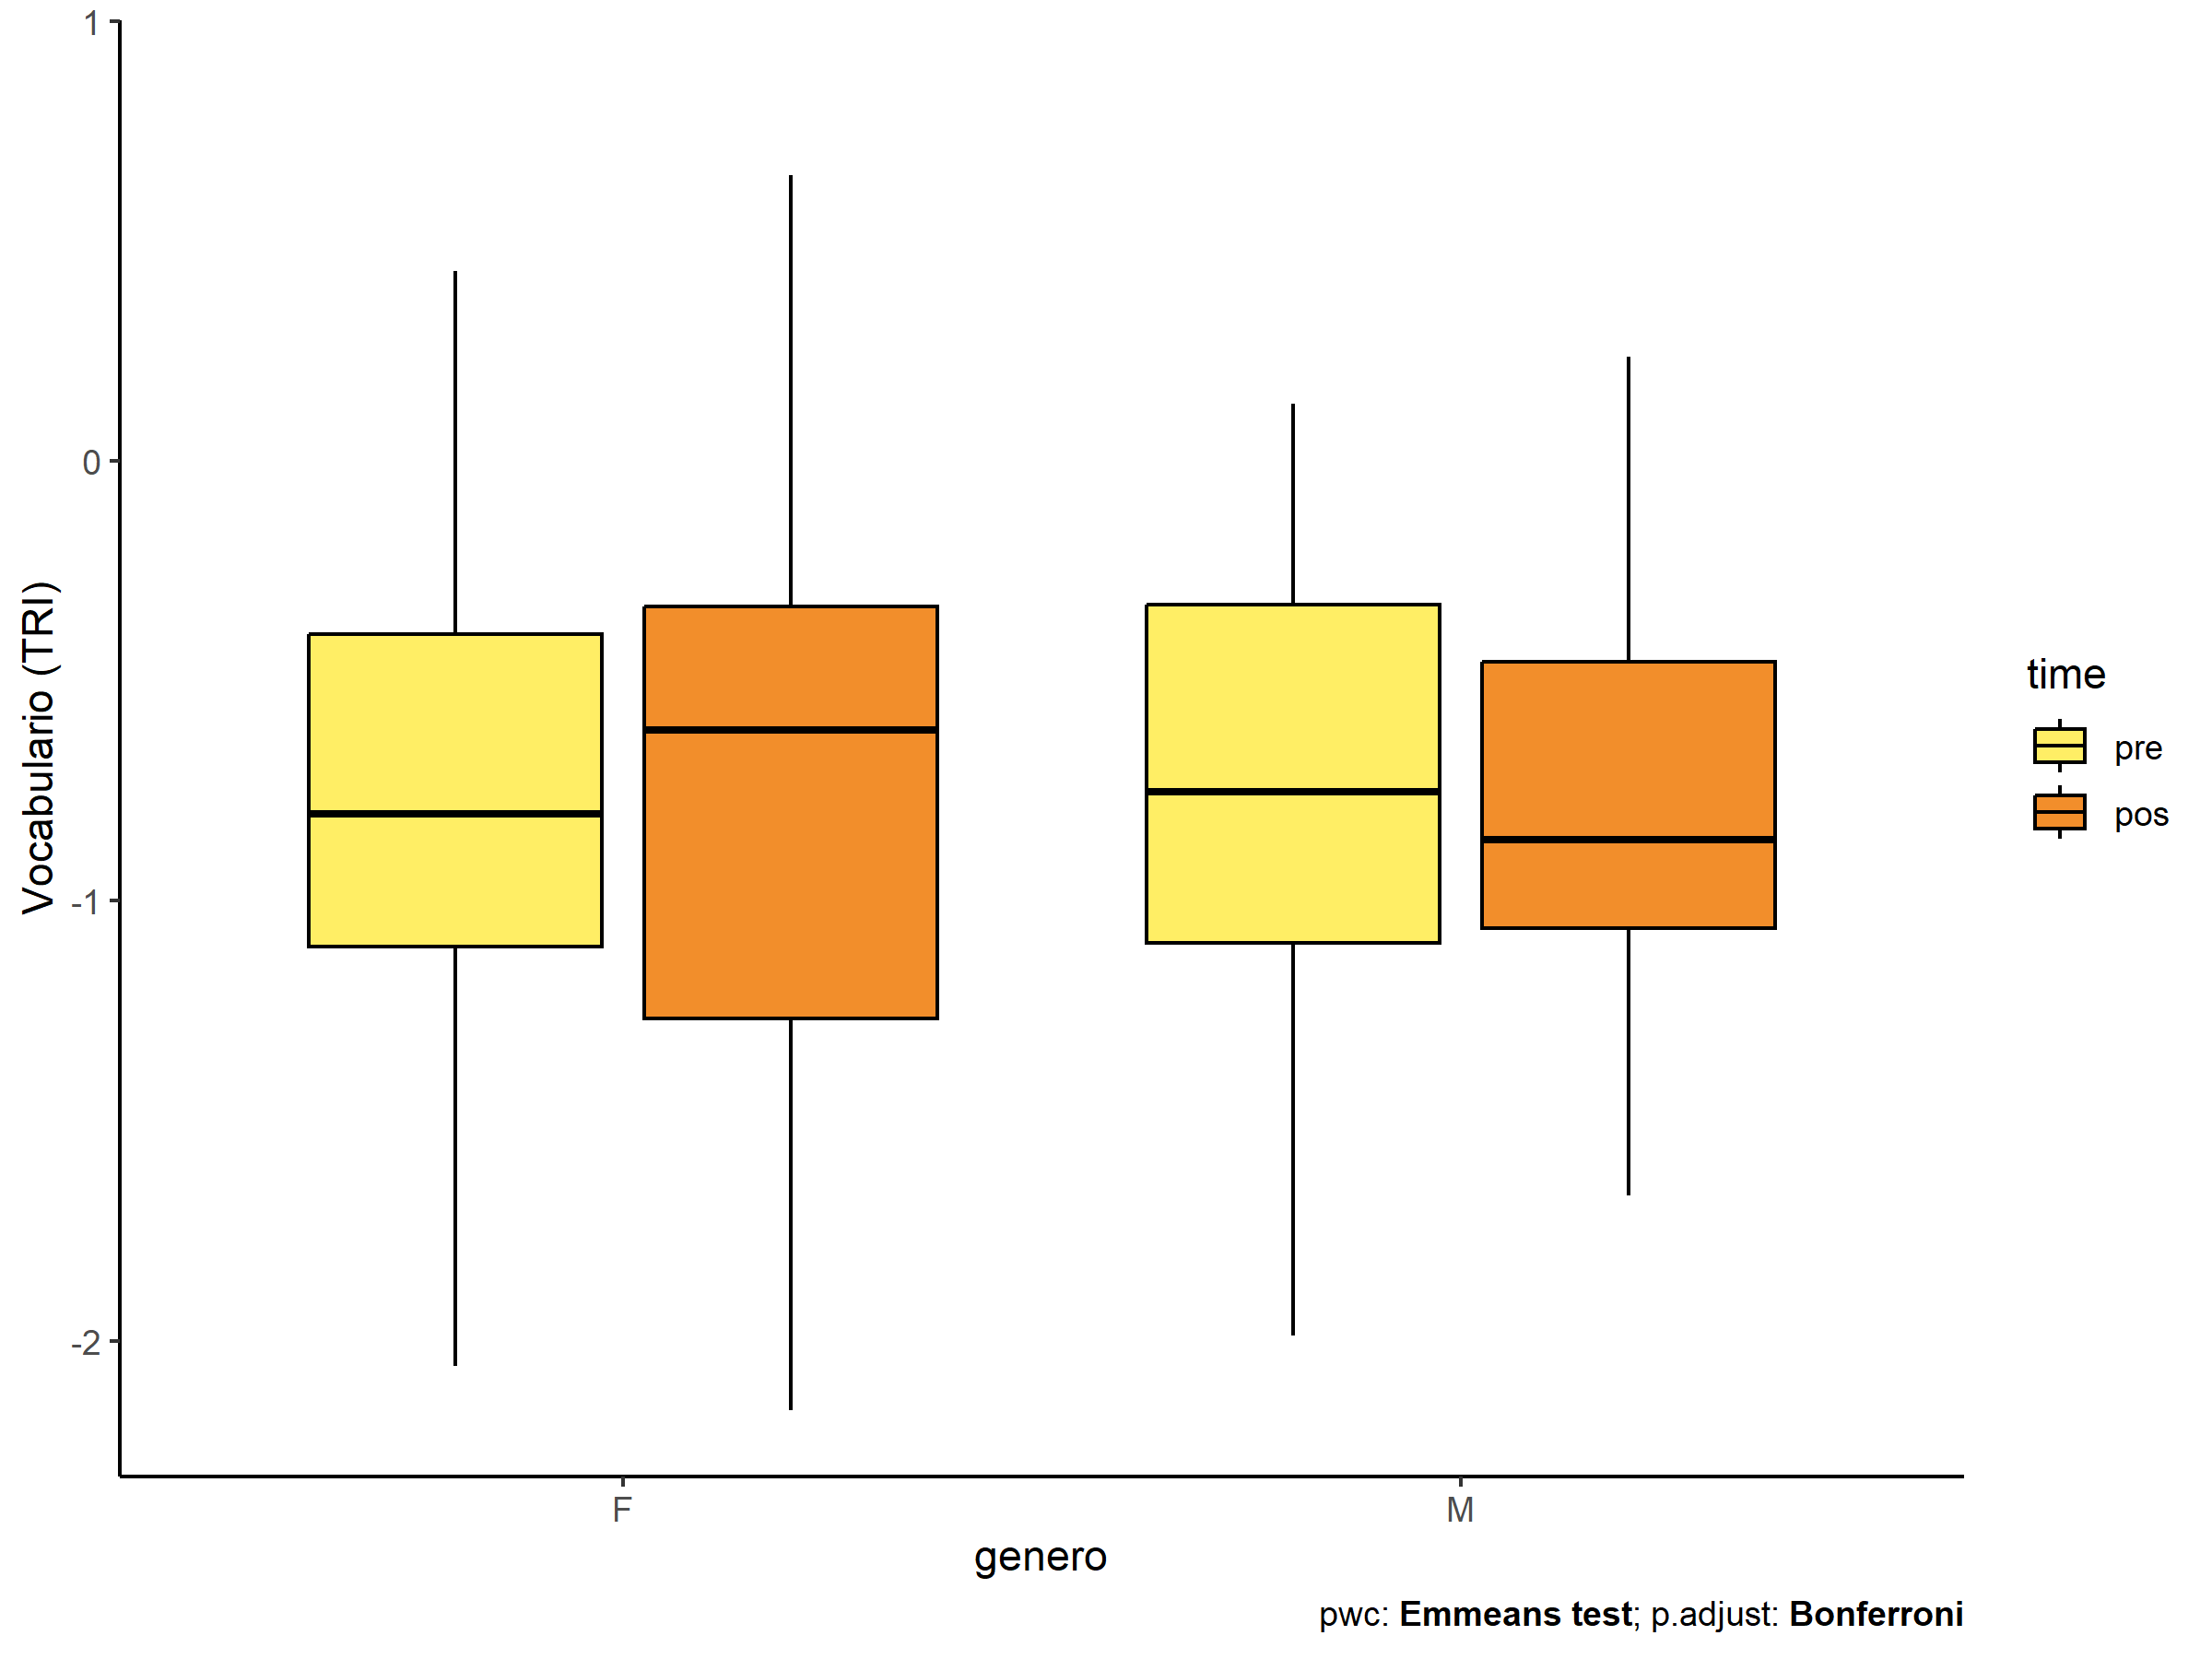 1
0
-1
-2
Vocabulario (TRI)
F
M
genero
time
pre
pos
pwc: Emmeans test; p.adjust: Bonferroni